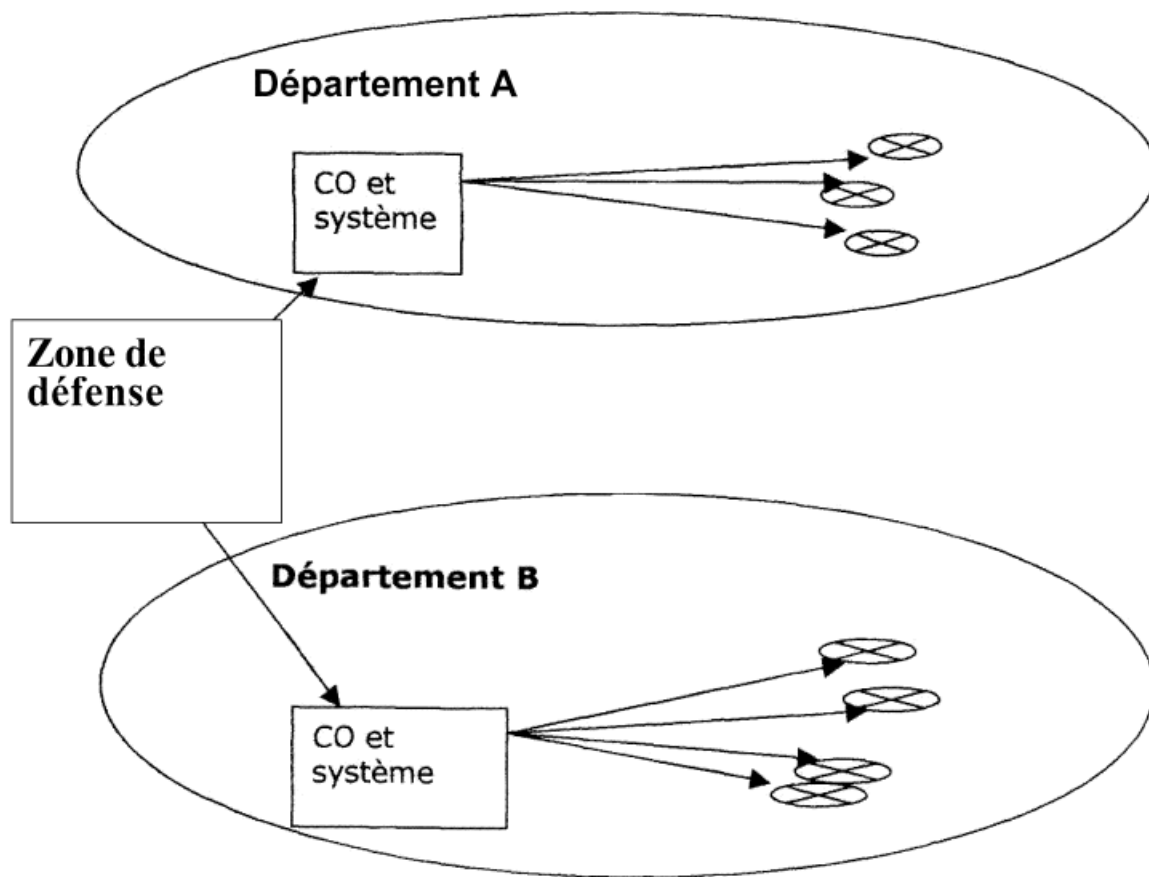 Département A
CO et
système
Zone de
défense
Département B
CO et
système